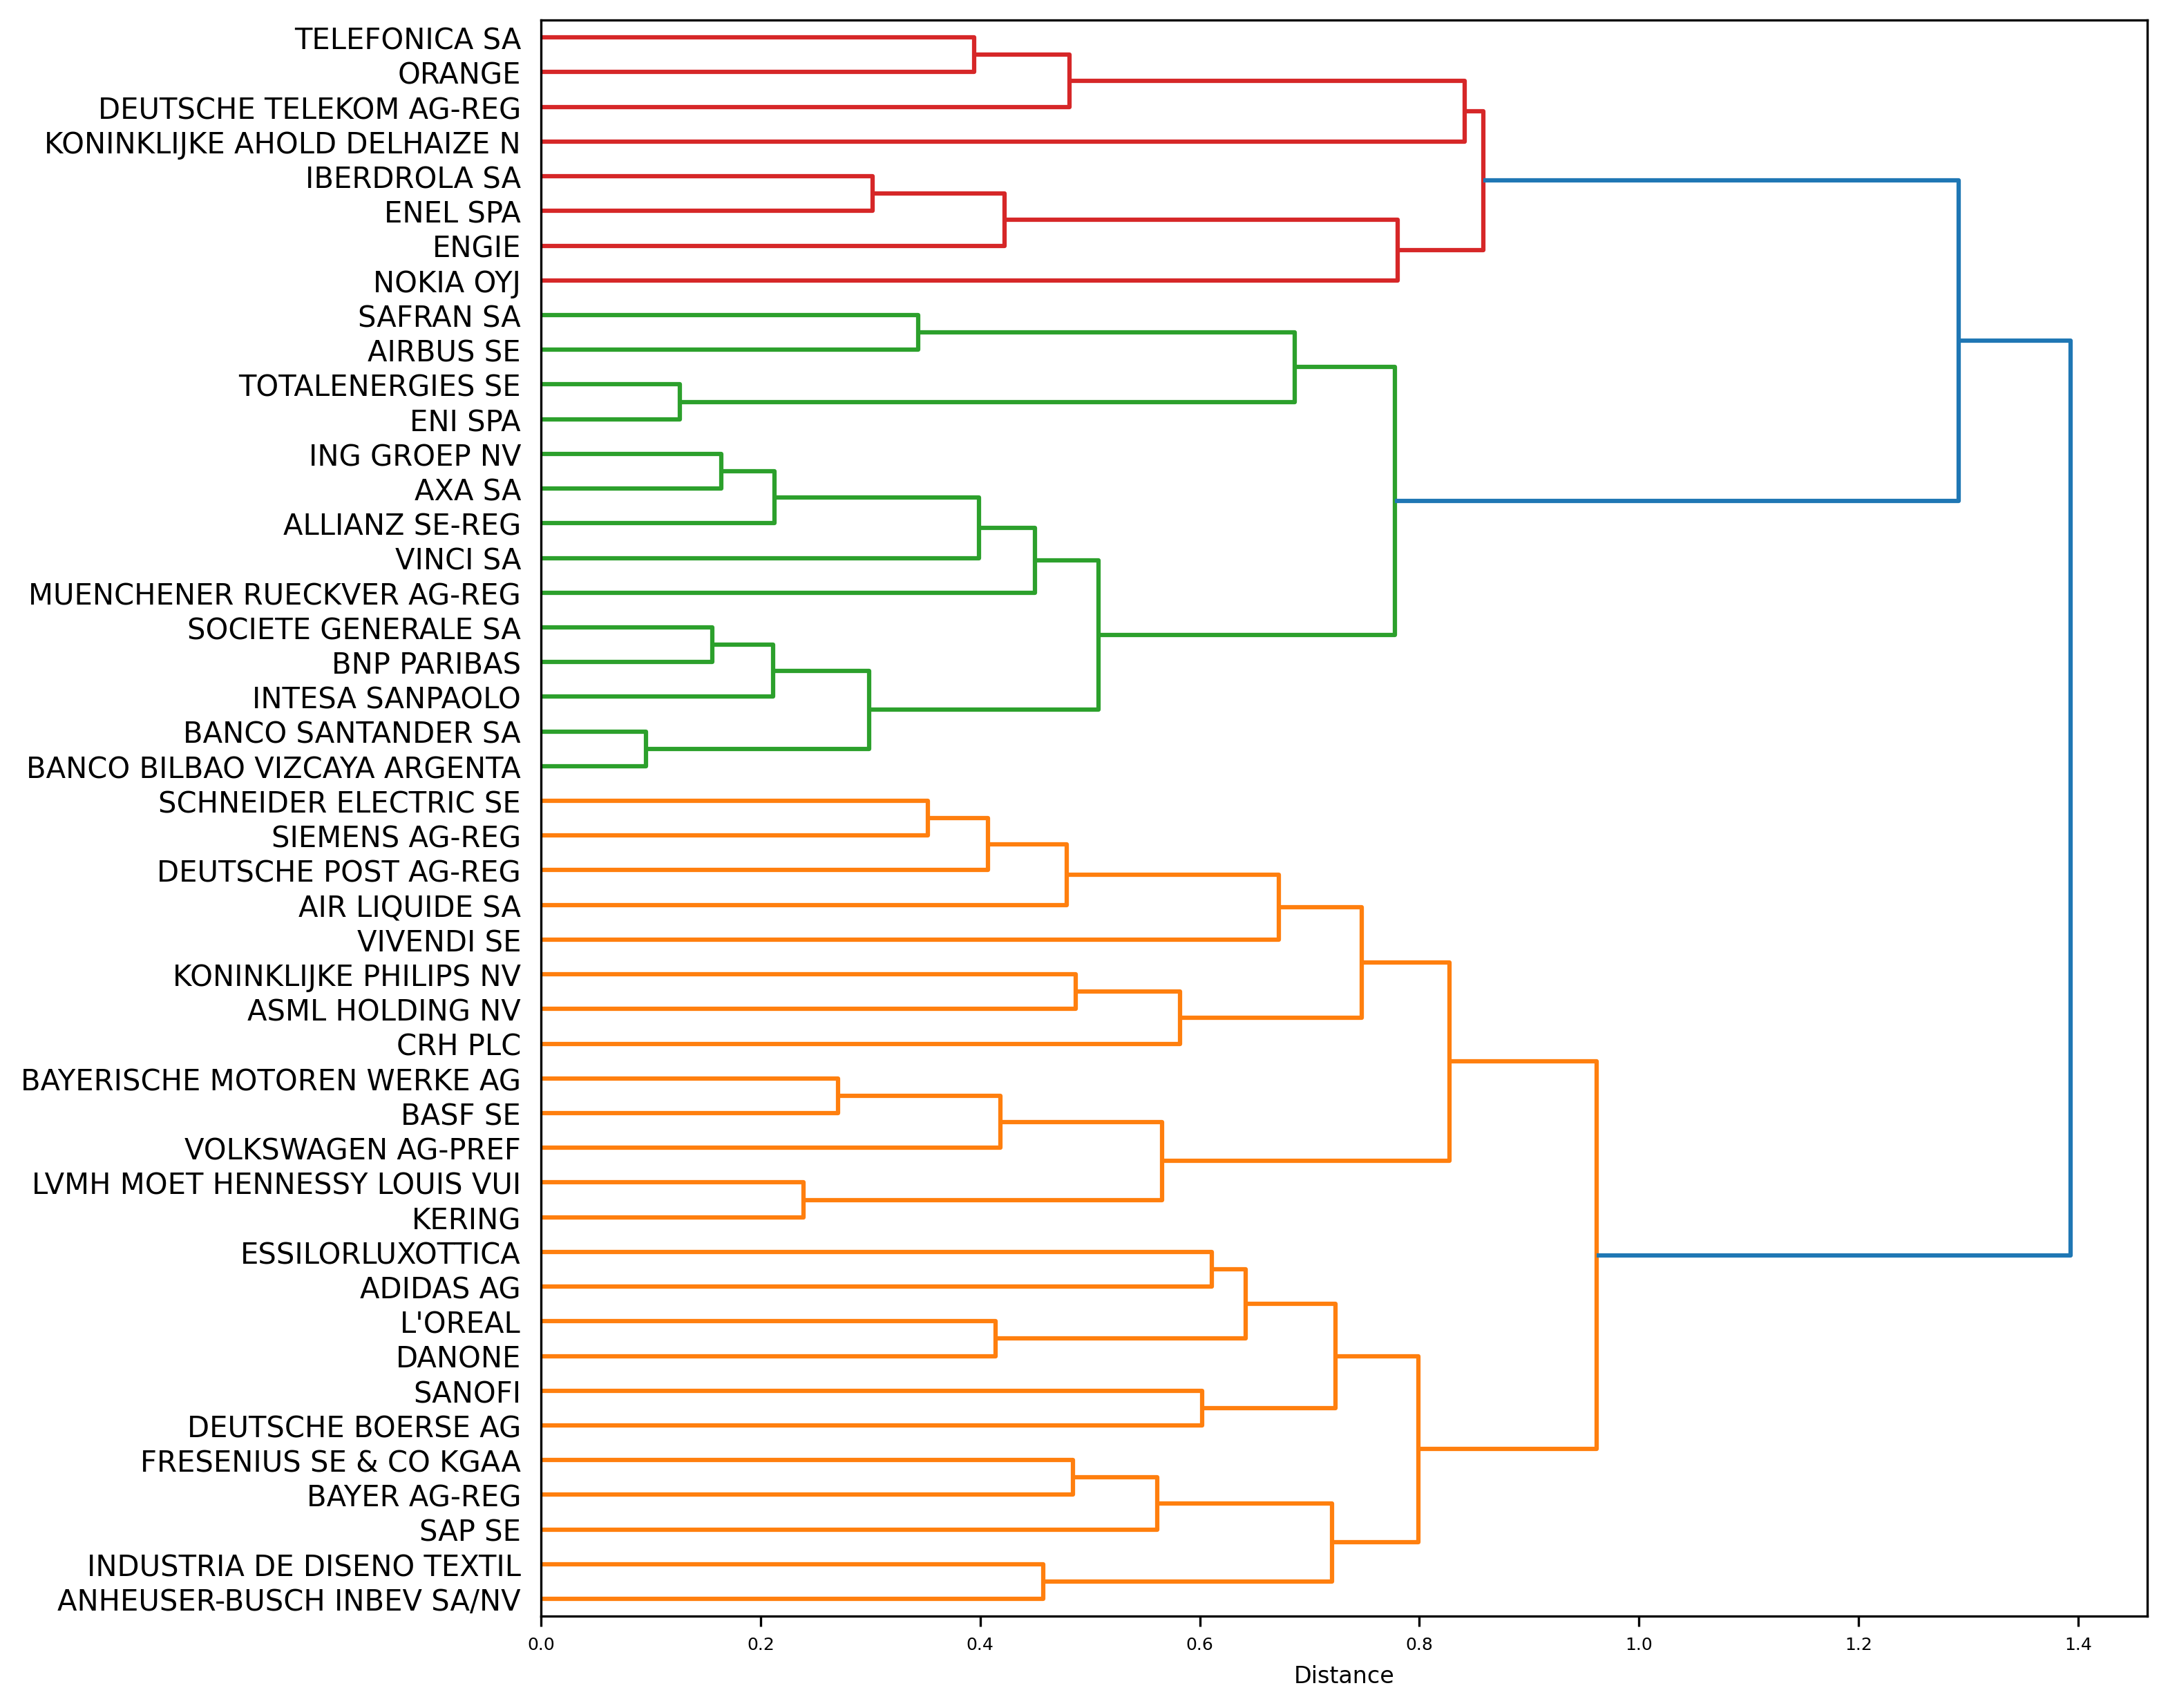 TELEFONICA SA
ORANGE
DEUTSCHE TELEKOM AG-REG
KONINKLIJKE AHOLD DELHAIZE N
IBERDROLA SA
ENEL SPA
ENGIE
NOKIA OYJ
SAFRAN SA
AIRBUS SE
TOTALENERGIES SE
ENI SPA
ING GROEP NV
AXA SA
ALLIANZ SE-REG
VINCI SA
MUENCHENER RUECKVER AG-REG
SOCIETE GENERALE SA
BNP PARIBAS
INTESA SANPAOLO
BANCO SANTANDER SA
BANCO BILBAO VIZCAYA ARGENTA
SCHNEIDER ELECTRIC SE
SIEMENS AG-REG
DEUTSCHE POST AG-REG
AIR LIQUIDE SA
VIVENDI SE
KONINKLIJKE PHILIPS NV
ASML HOLDING NV
CRH PLC
BAYERISCHE MOTOREN WERKE AG
BASF SE
VOLKSWAGEN AG-PREF
LVMH MOET HENNESSY LOUIS VUI
KERING
ESSILORLUXOTTICA
ADIDAS AG
L'OREAL
DANONE
SANOFI
DEUTSCHE BOERSE AG
FRESENIUS SE & CO KGAA
BAYER AG-REG
SAP SE
INDUSTRIA DE DISENO TEXTIL
ANHEUSER-BUSCH INBEV SA/NV
0.0 0.2 0.4 0.6 0.8 1.0 1.2 1.4
Distance